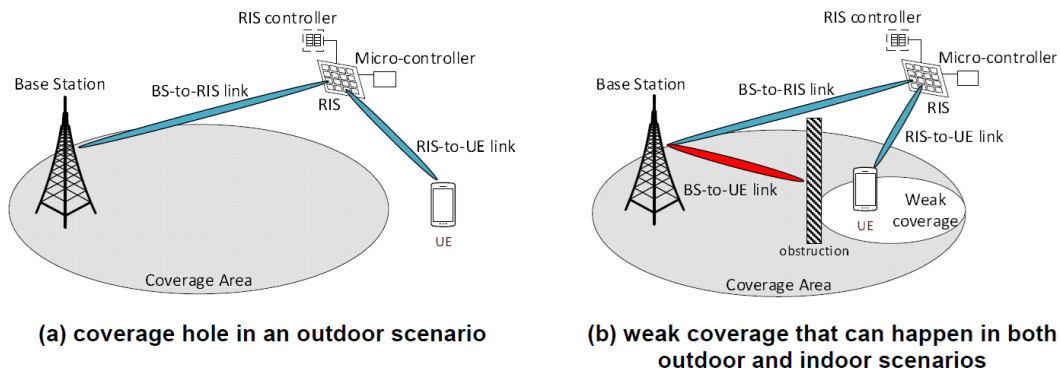 RIS controller
Micro-controller
Base Station
BS-to-RIS link
RIS
RIS-to-UE link
UE
Coverage Area
(a) coverage hole in an outdoor scenario
RIS controller
Micro-controller
Base Station
BS-to-RIS link
RIS
RIS-to-UE link
BS-to-UE link
Weak
coverage
UE
obstruction
Coverage Area
(b) weak coverage that can happen in both
outdoor and indoor scenarios